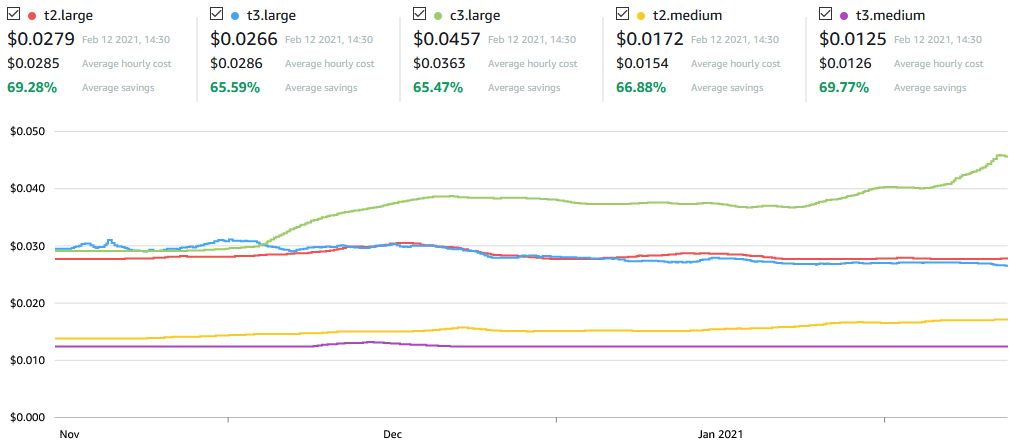 t2.large t3.large c3.large t2.medium t3.medium
$0.0279 Feb 12 2021, 14:30 $0.0266 Feb 12 2021, 14:30 $0.0457 Feb 12 2021, 14:30 $0.0172 Feb 12 2021, 14:30 $0.0125 Feb 12 2021, 14:30
$0.0285 Average hourly cost $0.0286 Average hourly cost $0.0363 Average hourly cost $0.0154 Average hourly cost $0.0126 Average hourly cost
69.28% Average savings 65.59% Average savings 65.47% Average savings 66.88% Average savings 69.77% Average savings
$0.050
$0.040
$0.030
$0.020
$0.010
$0.000
Nov Dec Jan 2021